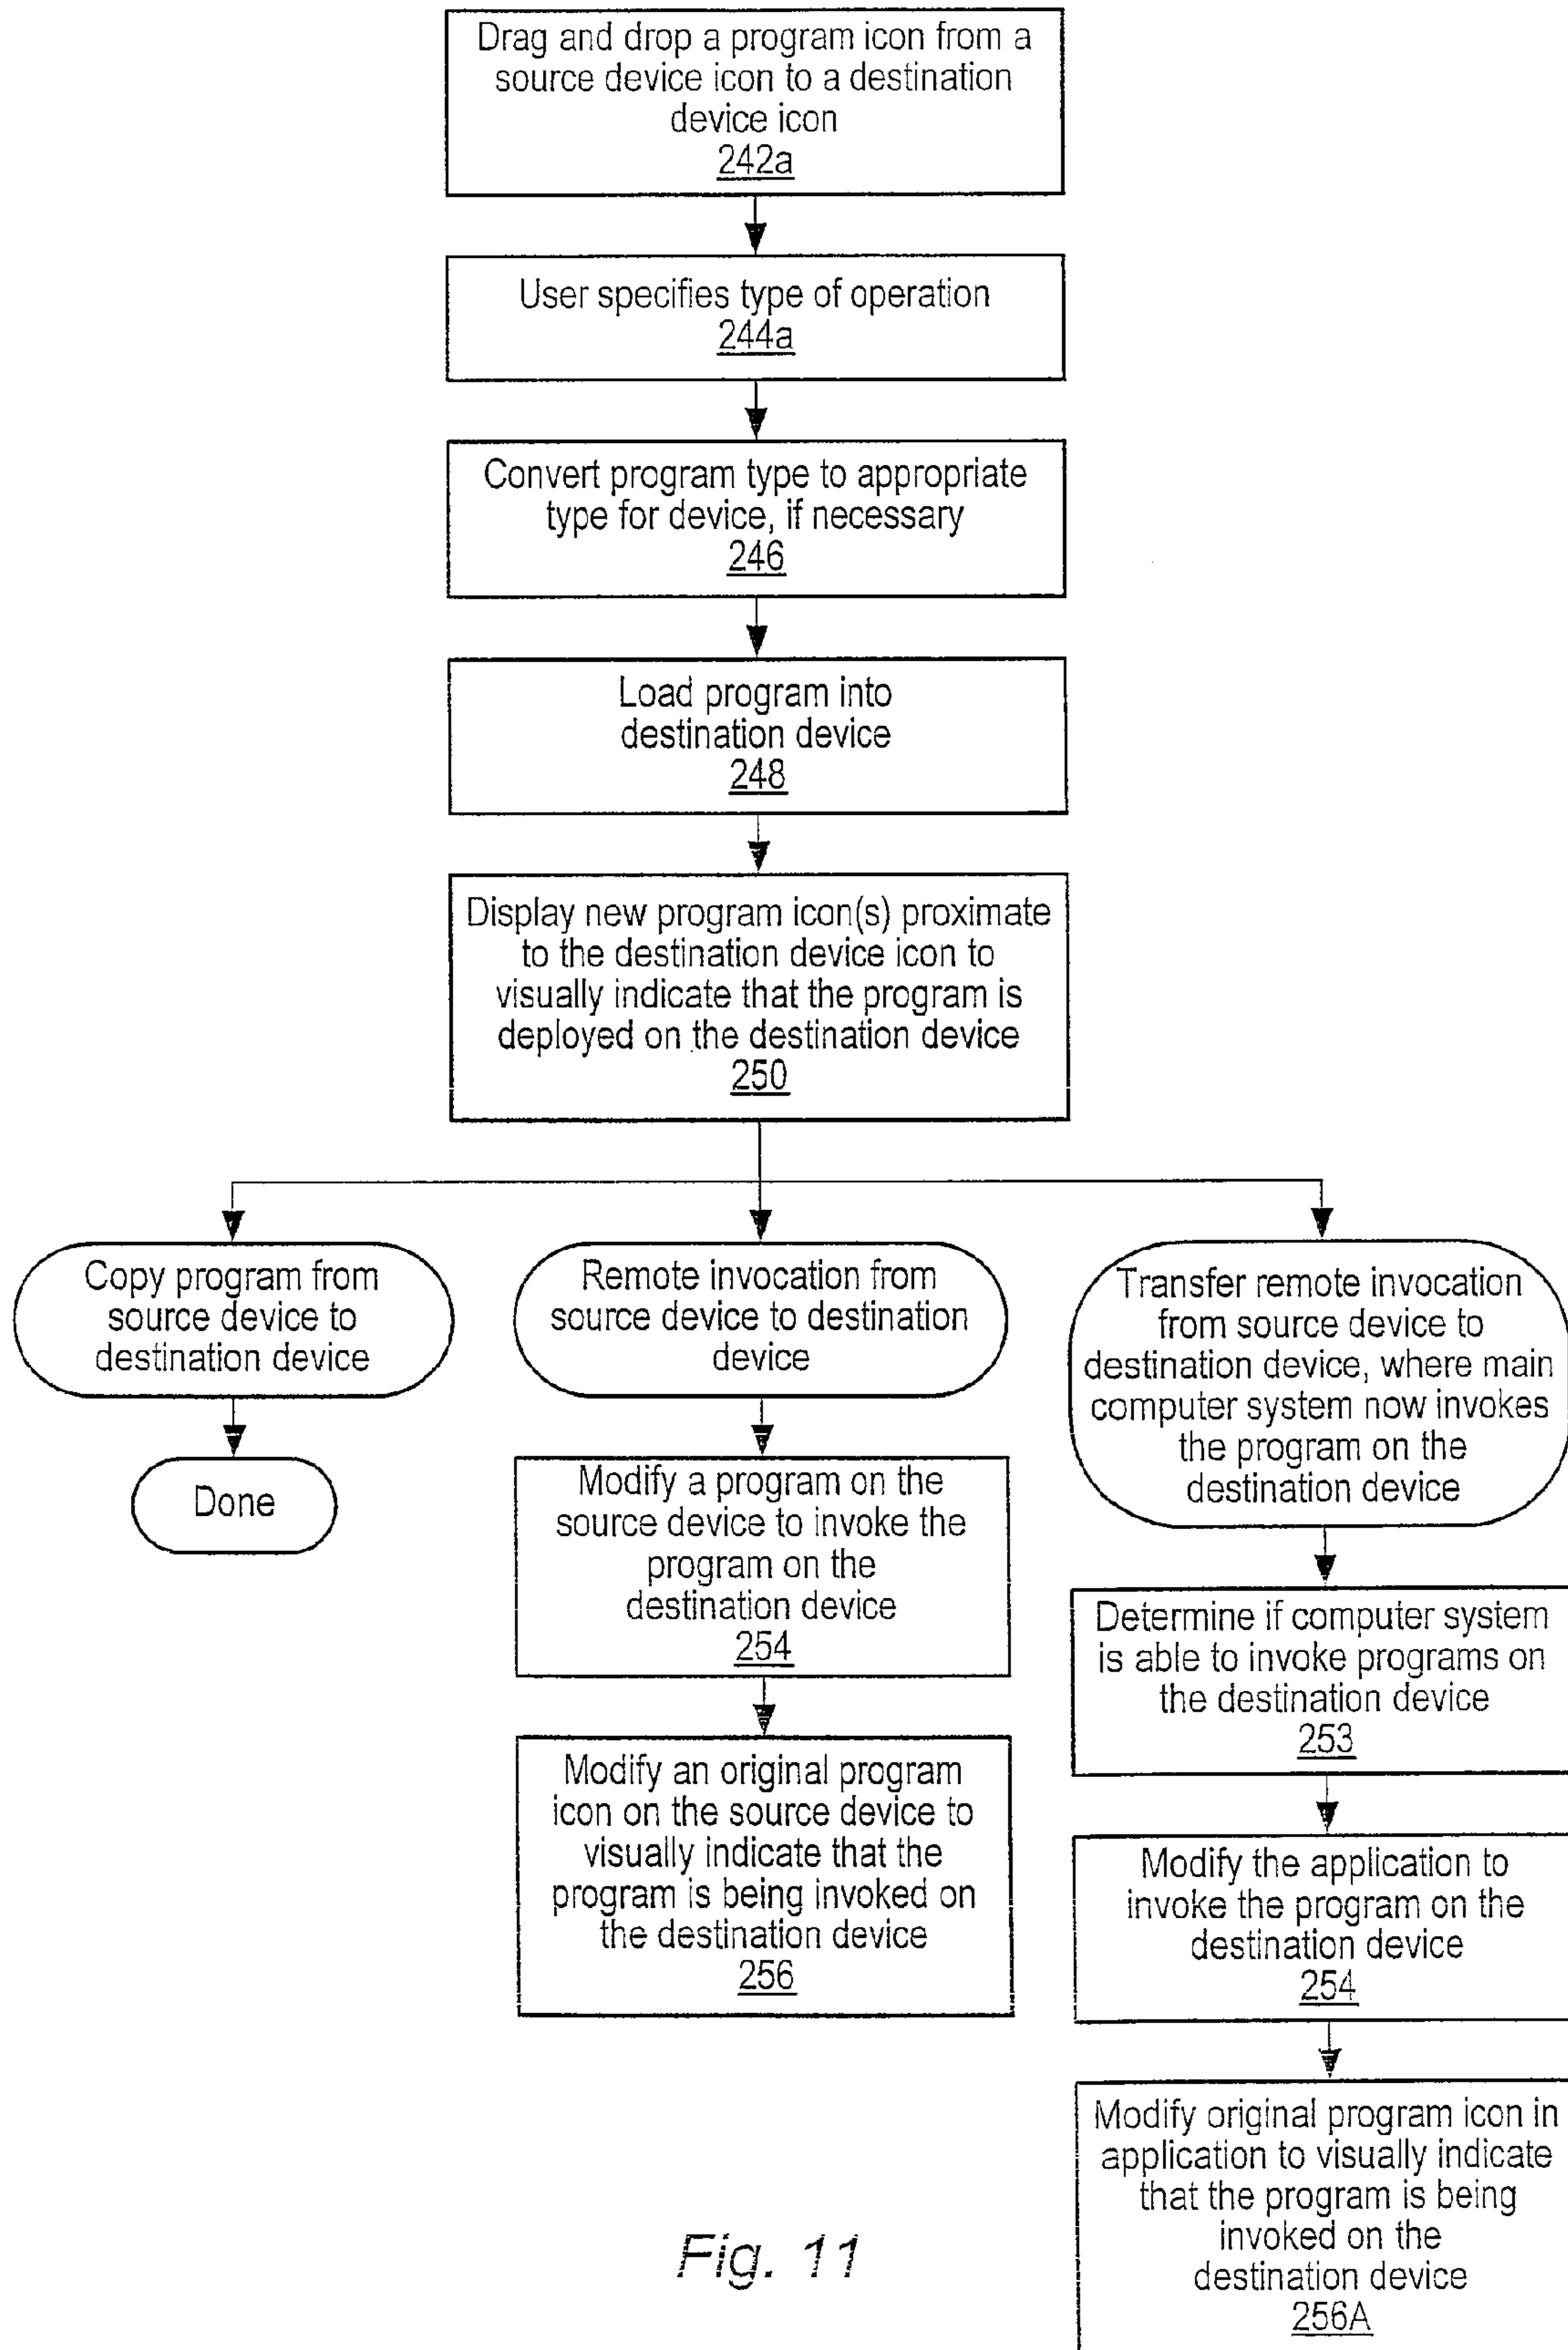 Drag and drop a program icon from a
source device icon to a destination
device icon
242a
User specifies type of operation
244a
Convert program type to appropriate
type for device, if necessary
246
Load program into
destination device
248
Display new program icon(s) proximate
to the destination device icon to
visually indicate that the program is
deployed on the destination device
250
Copy program from
source device to
destination device
Done
Remote invocation from
source device to destination
device
Modify a program on the
source device to invoke the
program on the
destination device
254
Modify an original program
icon on the source device to
visually indicate that the
program is being invoked on
the destination device
256
Transfer remote invocation
from source device to
destination device, where main
computer system now invokes
the program on the
destination device
Determine if computer system
is able to invoke programs on
the destination device
253
Modify the application to
invoke the program on the
destination device
254
Modify original program icon in
application to visually indicate
that the program is being
invoked on the
destination device
256A
Fig. 11